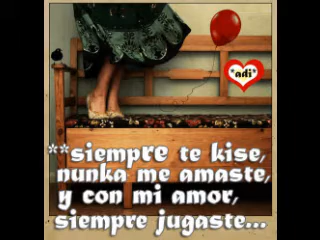 *adi*
**siempre te kise,
nunka me amaste,
y con mi amor,
siempre jugaste...